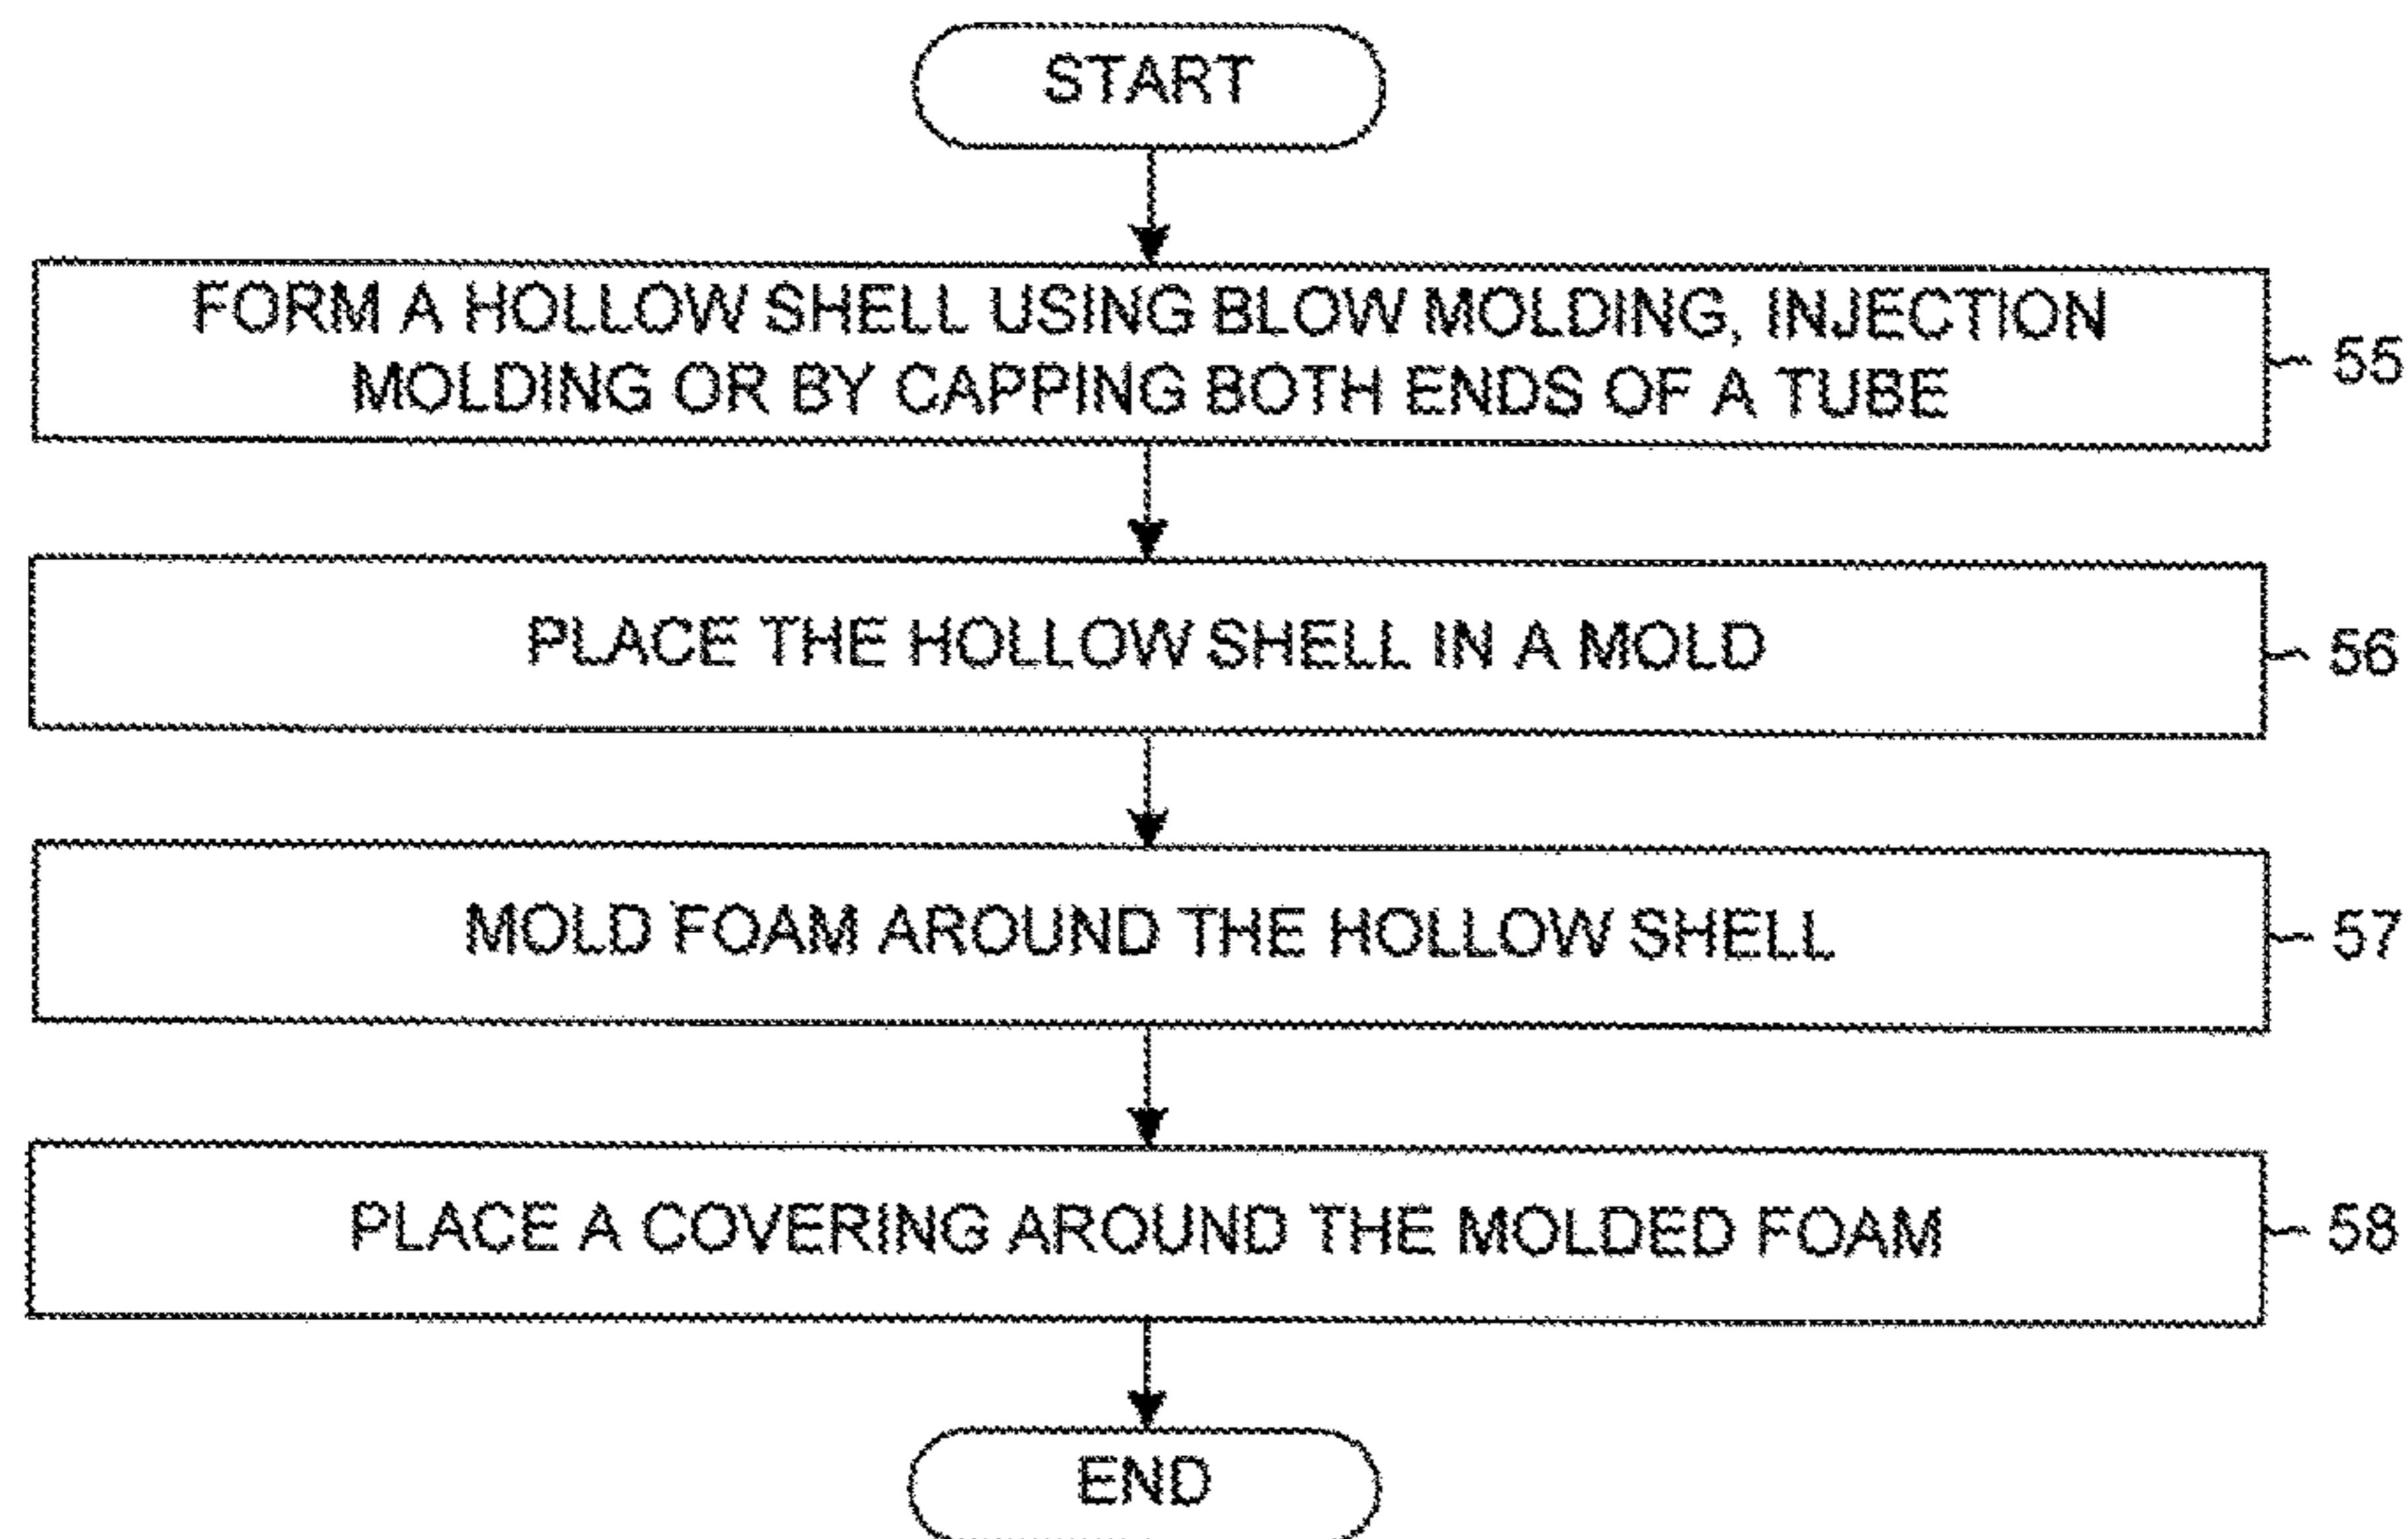 START
FORM A HOLLOW SHELL USING BLOW MOLDING, INJECTION
MOLDING OR BY CAPPING BOTH ENDS OF A TUBE
55
PLACE THE HOLLOW SHELL IN A MOLD
56
MOLD FOAM AROUND THE HOLLOW SHELL
57
PLACE A COVERING AROUND THE MOLDED FOAM
58
END